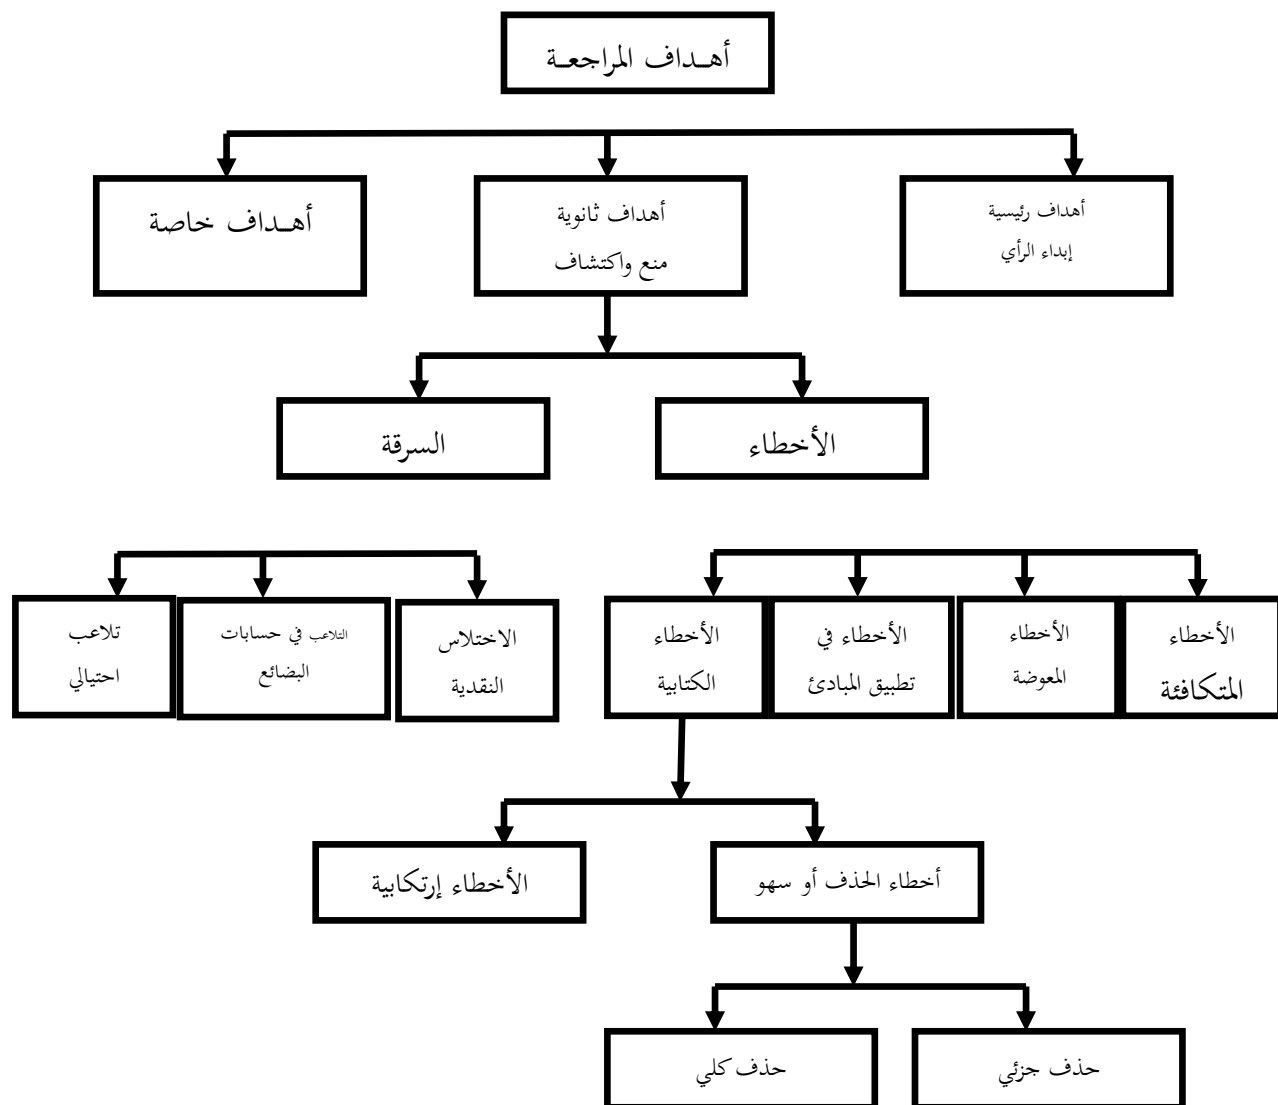 أهـداف المراجعـة
أهداف رئيسية
إبداء الرأي
أهداف ثانوية
منع واكتشاف
أهـداف خاصة
الأخطاء
السرقة
الأخطاء
المتكافئة
الأخطاء
المعوضة
الأخطاء في
تطبيق المبادئ
الأخطاء
الكتابية
الاختلاس
النقدية
التلاعب في حسابات
البضائع
تلاعب
احتيالي
أخطاء الحذف أو سهو
الأخطاء إرتكابية
حذف جزئي
حذف كلي